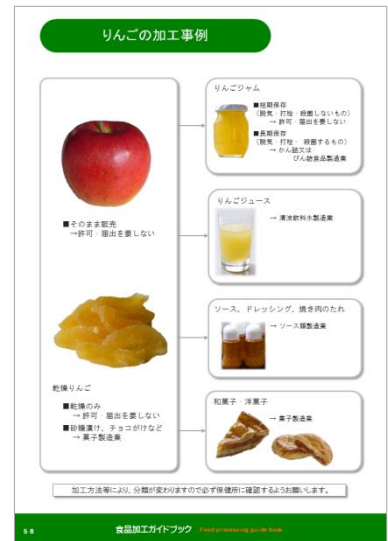 りんごの加工事例
■そのまま販売
→許可・届出を要しない
乾燥りんご
■乾燥のみ
→ 許可・届出を要しない
■砂糖漬け、チョコがけなど
→ 菓子製造業
りんごジャム
■短期保存
(脱気・打栓・殺菌しないもの)
→ 許可・届出を要しない
■長期保存
(脱気・打栓・ 殺菌するもの)
→ かん詰又は
びん詰食品製造業
りんごジュース
→ 清涼飲料水製造業
ソース、ドレッシング、焼き肉のたれ
→ ソース類製造業
和菓子・洋菓子
→ 菓子製造業
加工方法等により、分類が変わりますので必ず保健所に確認するようお願いします。
58
食品加工ガイドブック Food processing guide book